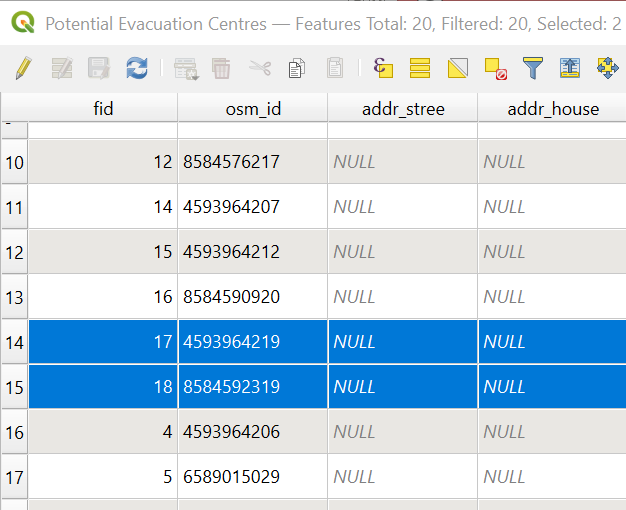 Potential Evacuation Centres — Features Total: 20, Filtered: 20, Selected: 2
fid osm_id addr_stree addr_house
10 12 8584576217 NULL NULL
11 14 4593964207 NULL NULL
12 15 4593964212 NULL NULL
13 16 8584590920 NULL NULL
14 17 4593964219 NULL NULL
15 18 8584592319 NULL NULL
16 4 4593964206 NULL NULL
17 5 6589015029 NULL NULL